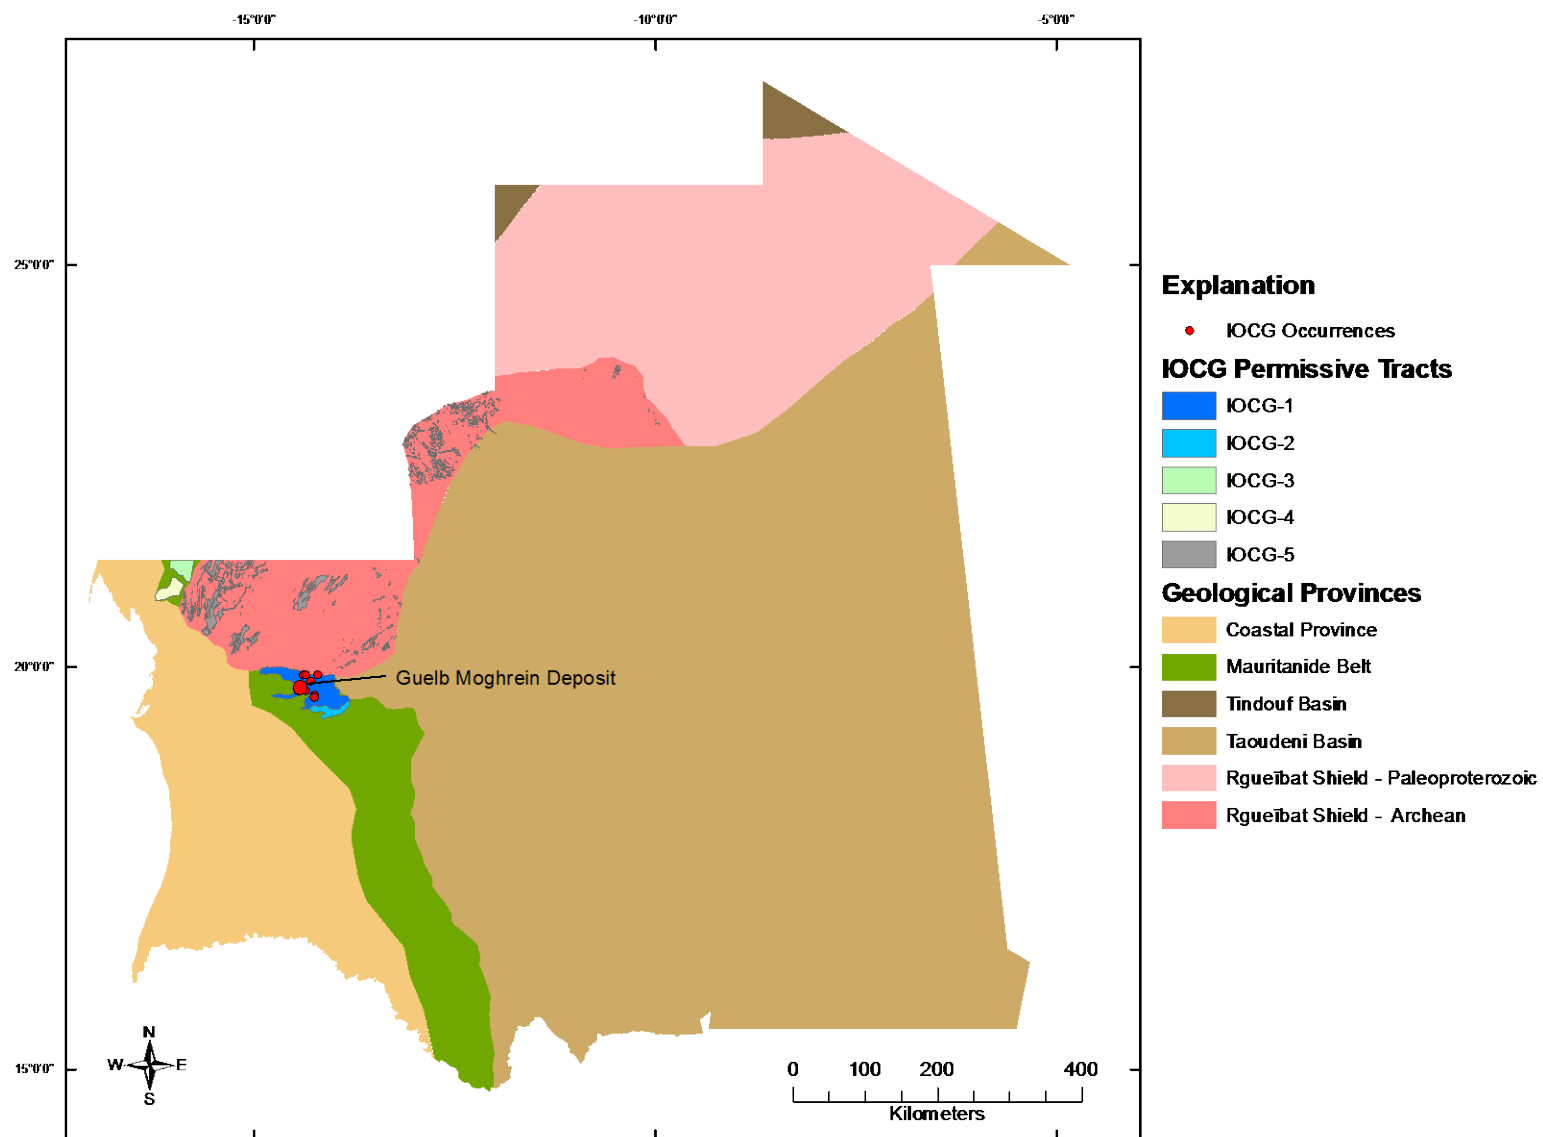 -15°0'0"
-10°0'0"
-5°0'0"
25°0'0"
20°0'0"
15°0'0"
Guelb Moghrein Deposit
N
W
E
S
0
100
200
400
Kilometers
Explanation
IOCG Occurrences
IOCG Permissive Tracts
IOCG-1
IOCG-2
IOCG-3
IOCG-4
IOCG-5
Geological Provinces
Coastal Province
Mauritanide Belt
Tindouf Basin
Taoudeni Basin
Rgueïbat Shield - Paleoproterozoic
Rgueïbat Shield - Archean